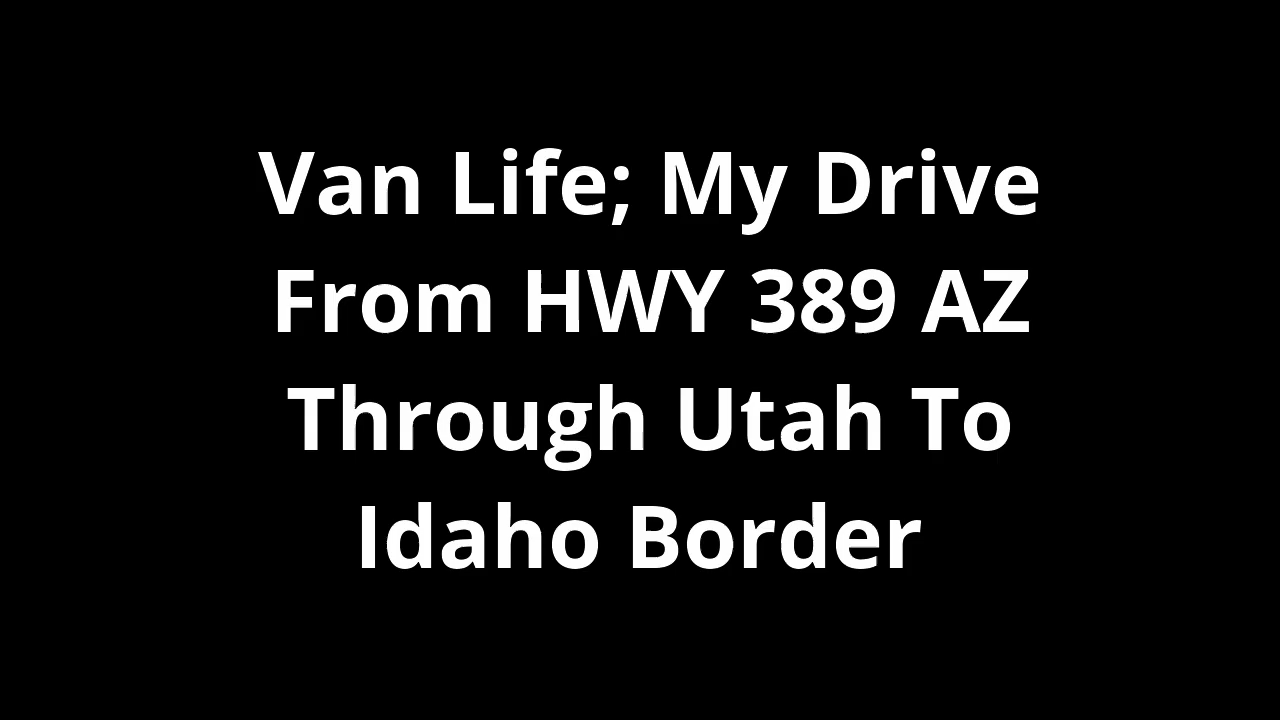 Van Life; My Drive
From HWY 389 AZ
Through Utah To
Idaho Border